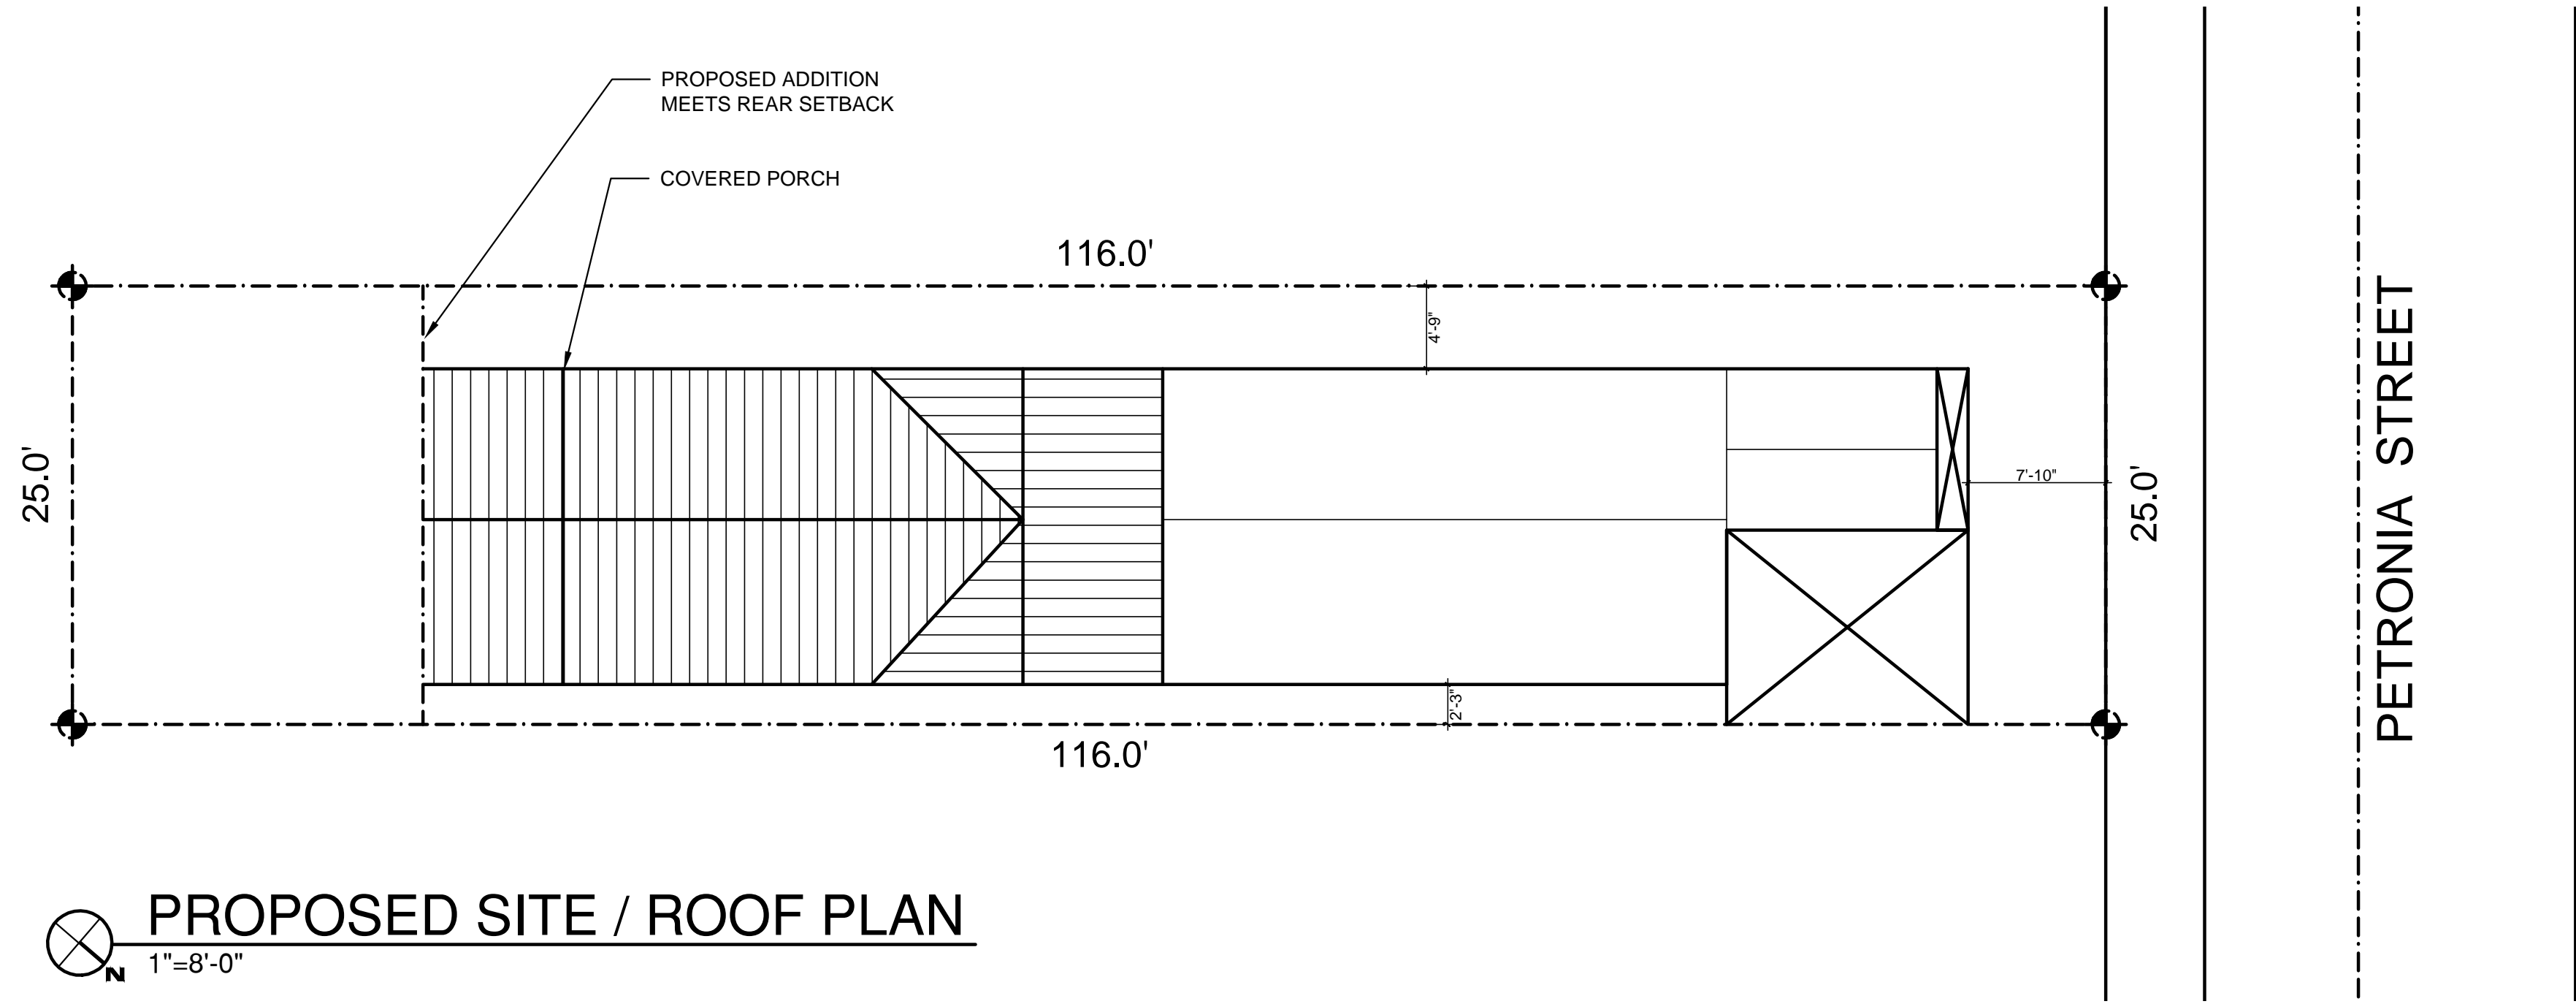 PROPOSED ADDITION
MEETS REAR SETBACK
COVERED PORCH
116.0'
4'-9"
25.0'
7'-10"
25.0'
PETRONIA STREET
2'-3"
116.0'
PROPOSED SITE / ROOF PLAN
1"=8'-0"
N